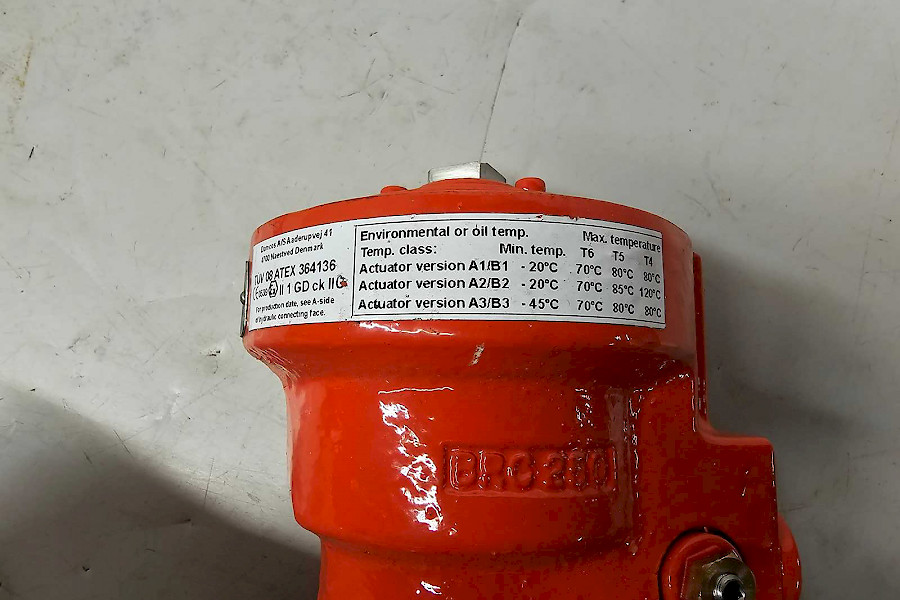 Damcos A/S Aaderupvej 41
4700 Naestved Denmark
TUV 08 ATEX 364136
II 1 GD ck IIC
For production date, see A-side
of hydraulic connecting face.
Environmental or oil temp. Max. temperature
Temp. class: Min. temp. T6 T5 T4
Actuator version A1/B1 - 20°C 70°C 80°C 80°C
Actuator version A2/B2 - 20°C 70°C 85°C 120°C
Actuator version A3/B3 - 45°C 70°C 80°C 80°C
BRC 360